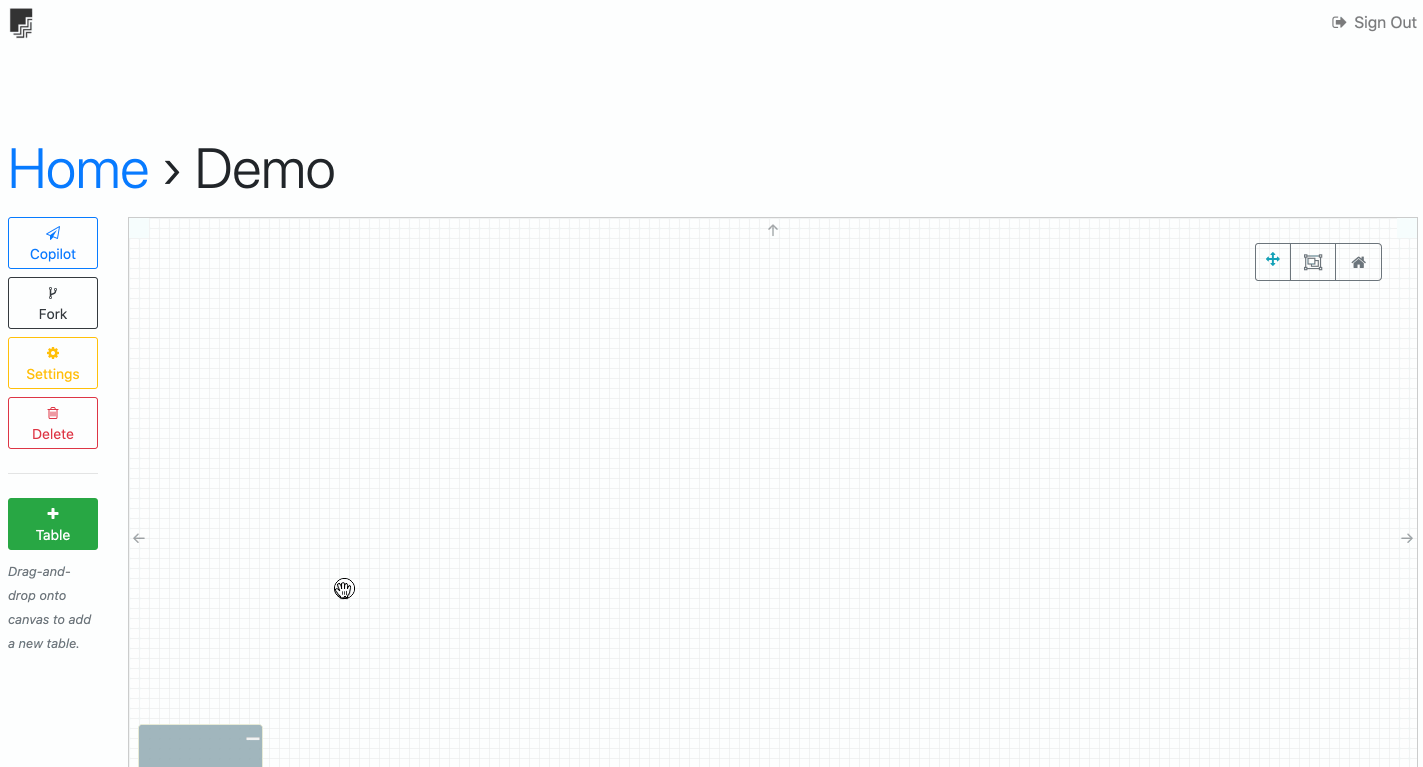 Sign Out
Home › Demo
Copilot
Fork
Settings
Delete
Table
Drag-and-
drop onto
canvas to add
a new table.